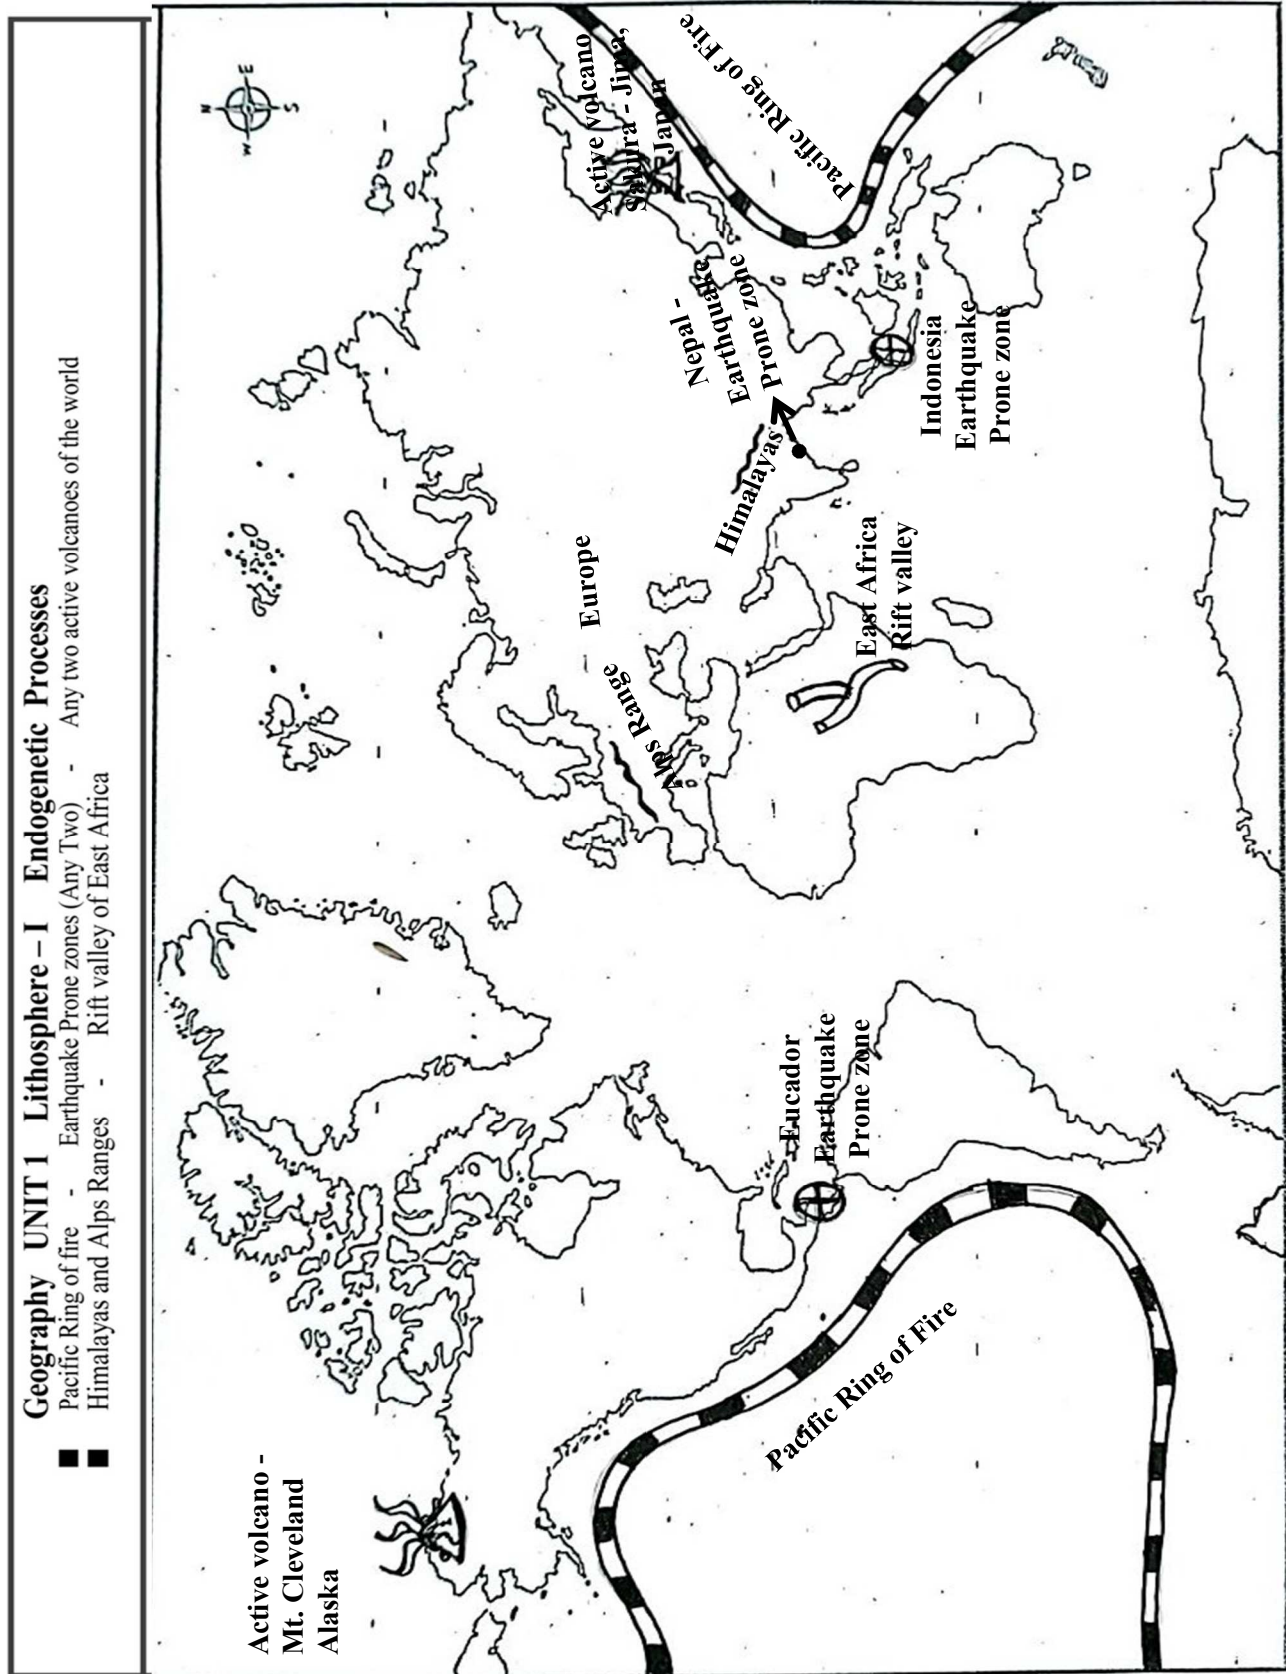 Geography UNIT 1 Lithosphere – I Endogenetic Processes
■ Pacific Ring of fire - Earthquake Prone zones (Any Two) - Any two active volcanoes of the world
■ Himalayas and Alps Ranges - Rift valley of East Africa
N
E
S
W
Active volcano -
Mt. Cleveland
Alaska
Pacific Ring of Fire
Eucador
Earthquake
Prone zone
Alps Range
Europe
East Africa
Rift valley
Himalayas
Nepal -
Earthquake
Prone zone
Indonesia
Earthquake
Prone zone
Active volcano
Sakura - Jina,
Japan
Pacific Ring of Fire